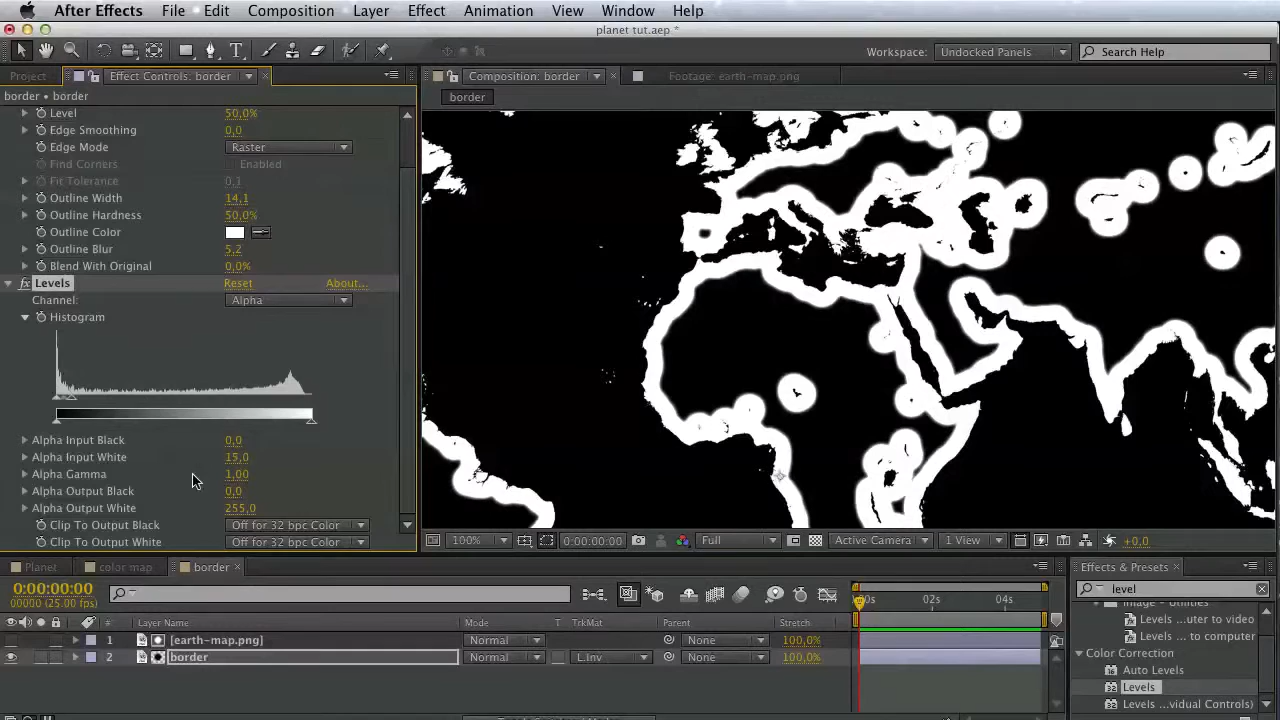 After Effects File Edit Composition Layer Effect Animation View Window Help
planet tut.aep *
Workspace: Undocked Panels Search Help
Project Effect Controls: border Composition: border Footage: earth-map.png
border • border
border
Level 50,0%
Edge Smoothing 0,0
Edge Mode Raster
Find Corners Enabled
Fit Tolerance 0,1
Outline Width 14,1
Outline Hardness 50,0%
Outline Color
Outline Blur 5,2
Blend With Original 0,0%
fx Levels Reset About...
Channel: Alpha
Histogram
Alpha Input Black 0,0
Alpha Input White 15,0
Alpha Gamma 1,00
Alpha Output Black 0,0
Alpha Output White 255,0
Clip To Output Black Off for 32 bpc Color
Clip To Output White Off for 32 bpc Color
100% 0:00:00:00 Full Active Camera 1 View +0,0
Planet color map border
0:00:00:00
00000 (25.00 fps)
02s 04s
# Layer Name Mode T TrkMat Parent Stretch
1 [earth-map.png] Normal None 100,0%
2 border Normal L.Inv None 100,0%
Effects & Presets
level
Image - Utilities
Levels ...uter to video
Levels ... to computer
Color Correction
Auto Levels
Levels
Levels ...vidual Controls)